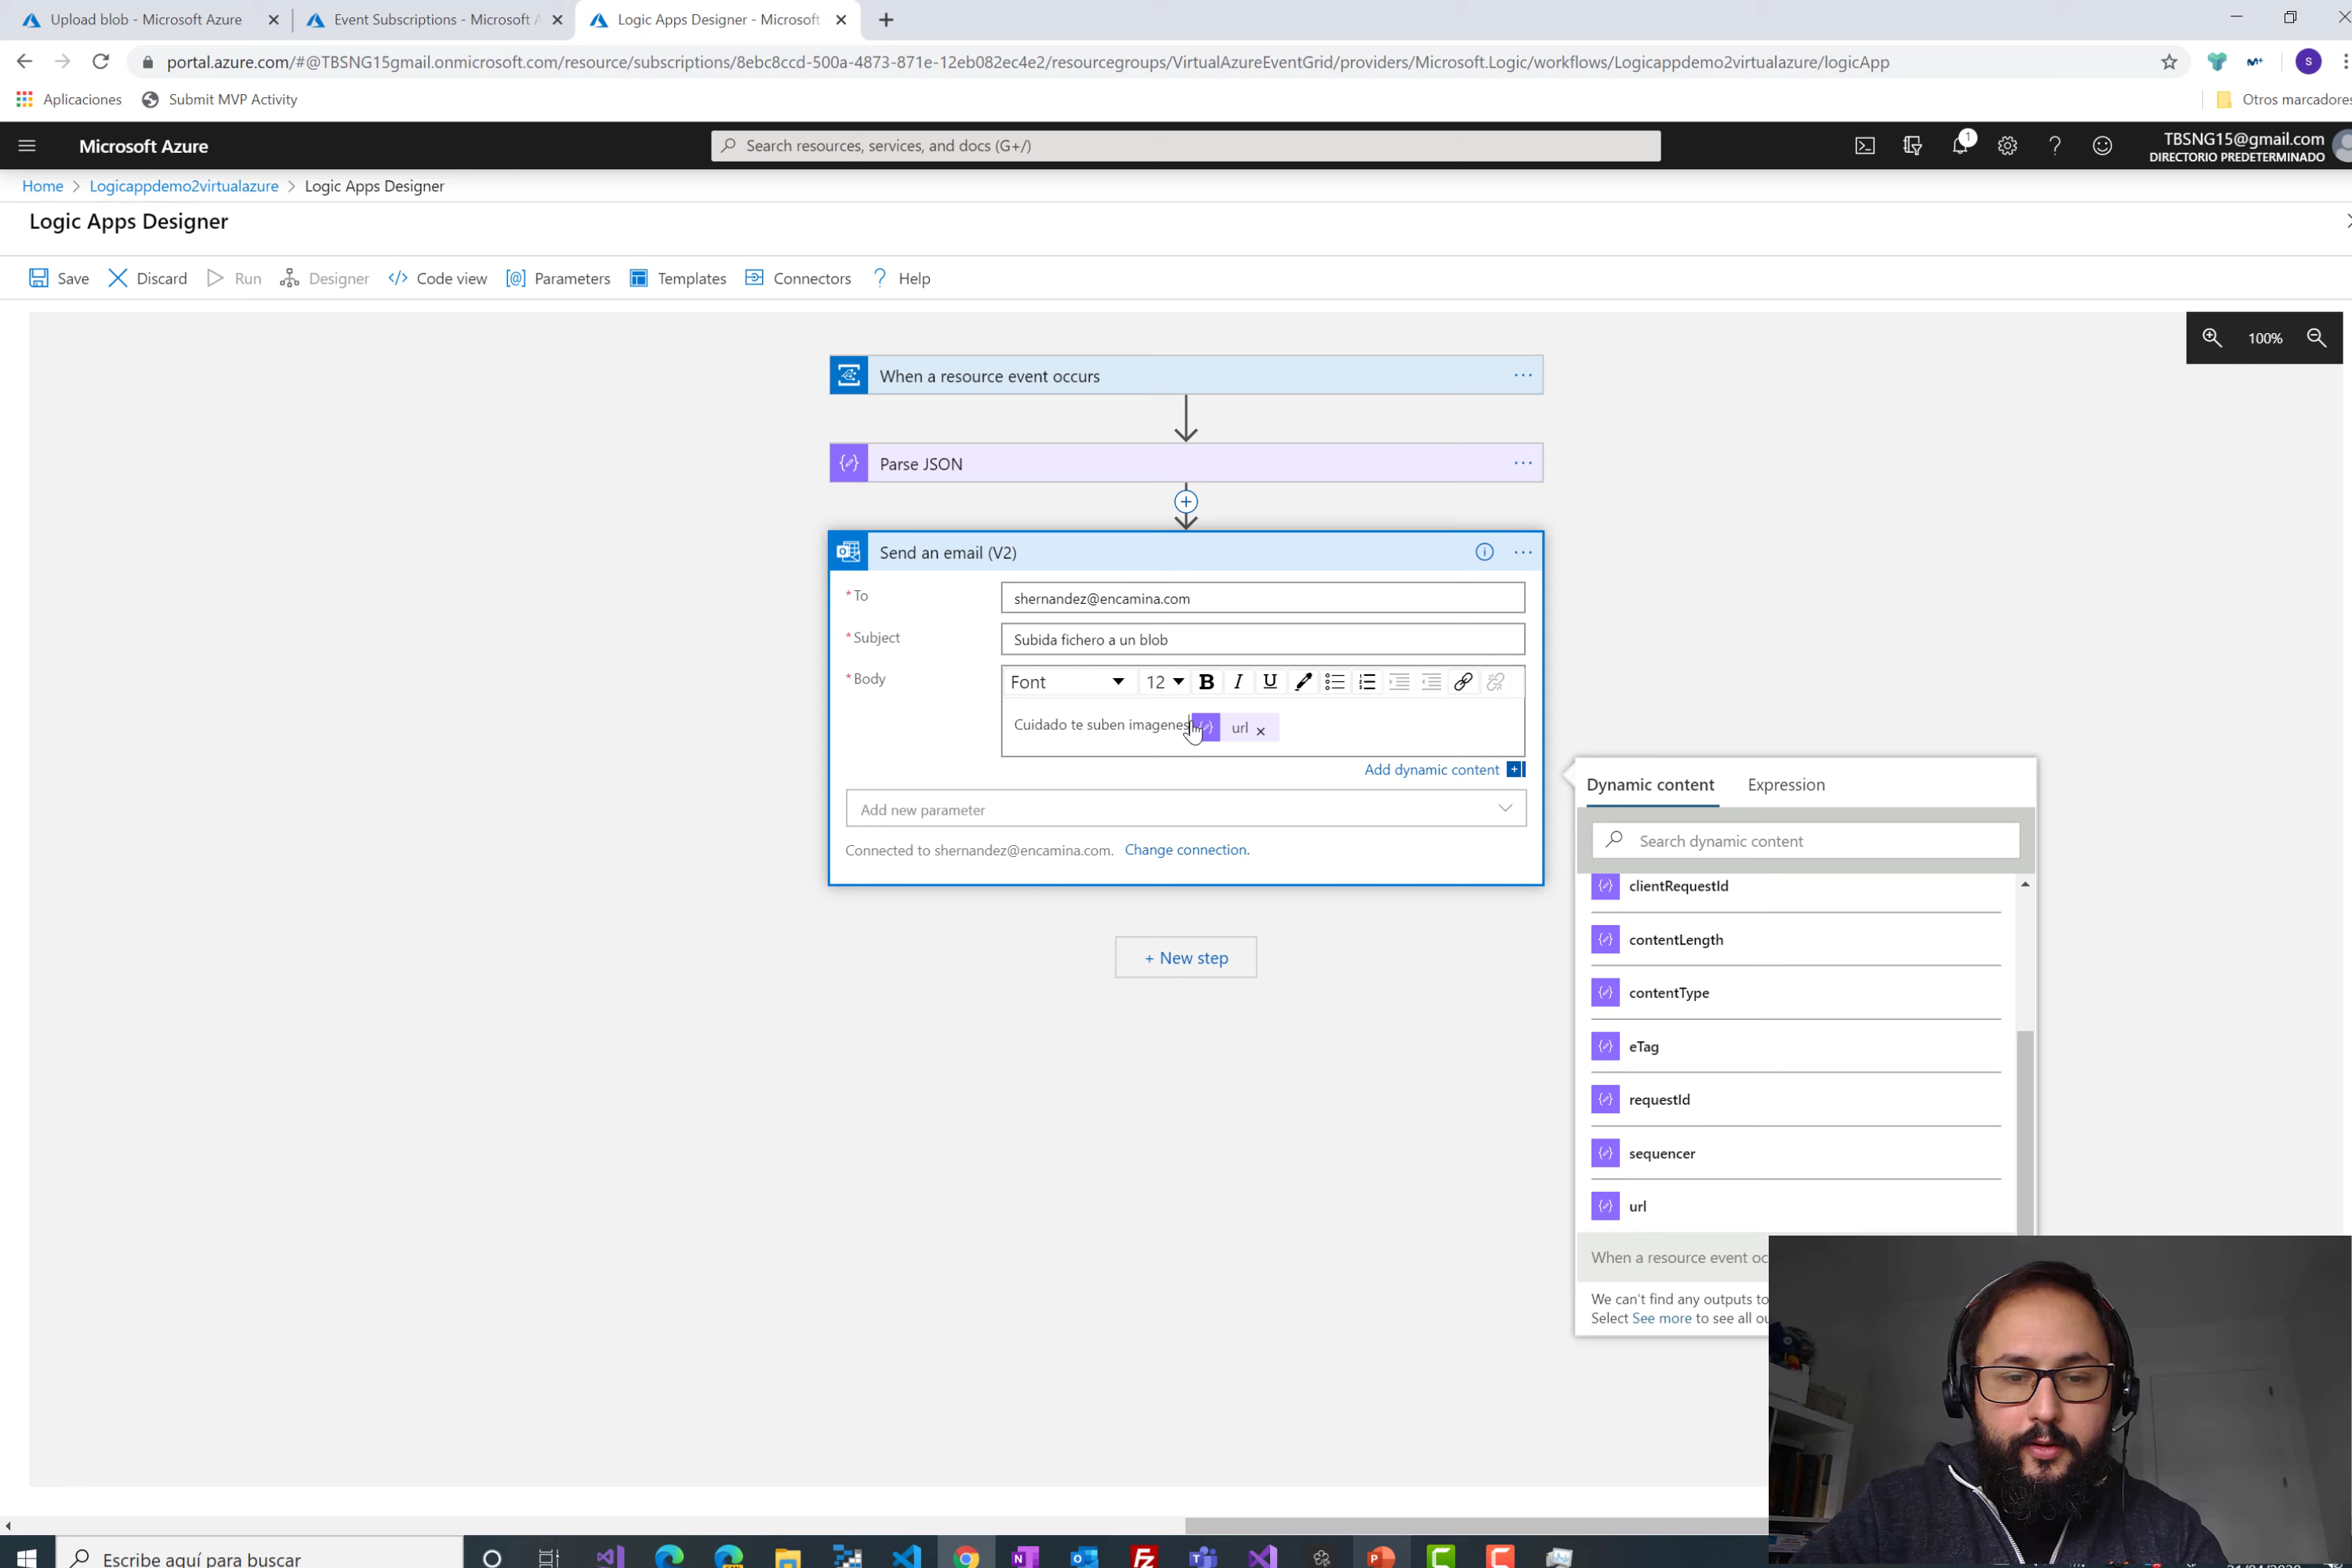 Upload blob - Microsoft Azure
Event Subscriptions - Microsoft A
Logic Apps Designer - Microsoft
portal.azure.com/#@TBSNG15gmail.onmicrosoft.com/resource/subscriptions/8ebc8ccd-500a-4873-871e-12eb082ec4e2/resourcegroups/VirtualAzureEventGrid/providers/Microsoft.Logic/workflows/Logicappdemo2virtualazure/logicApp
S
Aplicaciones
Submit MVP Activity
Otros marcadores
Microsoft Azure
Search resources, services, and docs (G+/)
1
TBSNG15@gmail.com
DIRECTORIO PREDETERMINADO
Home > Logicappdemo2virtualazure > Logic Apps Designer
Logic Apps Designer
Save
Discard
Run
Designer
Code view
Parameters
Templates
Connectors
Help
100%
When a resource event occurs
Parse JSON
Send an email (V2)
* To
shernandez@encamina.com
* Subject
Subida fichero a un blob
* Body
Font
12
B I U
Cuidado te suben imagenes
url ×
Add dynamic content
Add new parameter
Connected to shernandez@encamina.com. Change connection.
+ New step
Dynamic content
Expression
Search dynamic content
clientRequestId
contentLength
contentType
eTag
requestId
sequencer
url
When a resource event oc
We can't find any outputs to
Select See more to see all ou
Escribe aquí para buscar